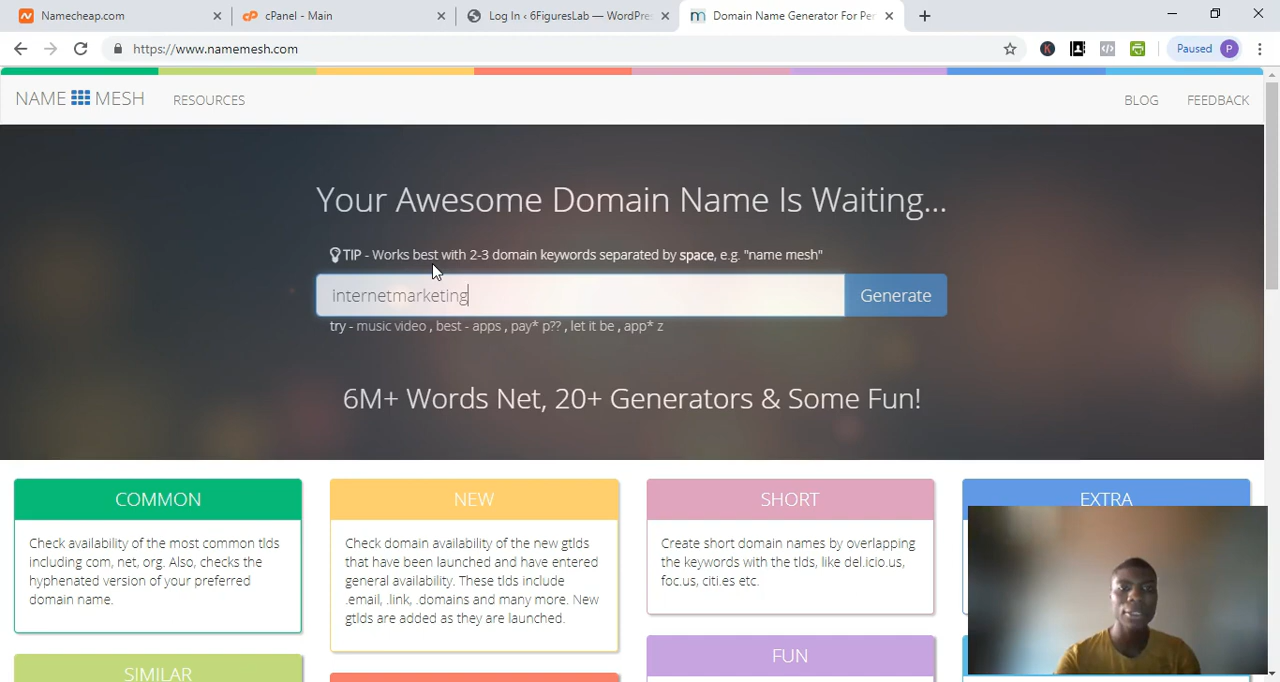 Namecheap.com
cPanel - Main
Log In ‹ 6FiguresLab — WordPre
Domain Name Generator For Per
https://www.namemesh.com
Paused P
NAME MESH RESOURCES
BLOG FEEDBACK
Your Awesome Domain Name Is Waiting...
TIP - Works best with 2-3 domain keywords separated by space, e.g. "name mesh"
internetmarketing
Generate
try - music video , best - apps , pay* p?? , let it be , app* z
6M+ Words Net, 20+ Generators & Some Fun!
COMMON
Check availability of the most common tlds
including com, net, org. Also, checks the
hyphenated version of your preferred
domain name.
NEW
Check domain availability of the new gtlds
that have been launched and have entered
general availability. These tlds include
.email, .link, .domains and many more. New
gtlds are added as they are launched.
SHORT
Create short domain names by overlapping
the keywords with the tlds, like del.icio.us,
foc.us, citi.es etc.
EXTRA
SIMILAR
FUN